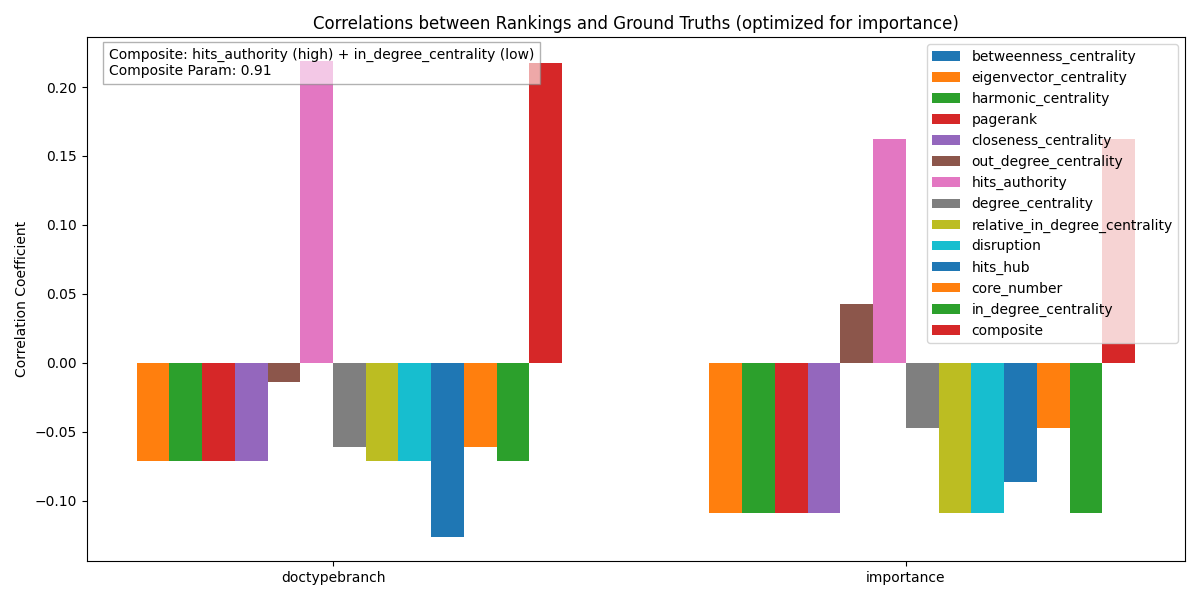 Correlations between Rankings and Ground Truths (optimized for importance)
Composite: hits_authority (high) + in_degree_centrality (low)
Composite Param: 0.91
betweenness_centrality
eigenvector_centrality
harmonic_centrality
pagerank
closeness_centrality
out_degree_centrality
hits_authority
degree_centrality
relative_in_degree_centrality
disruption
hits_hub
core_number
in_degree_centrality
composite
Correlation Coefficient
0.20
0.15
0.10
0.05
0.00
−0.05
−0.10
doctypebranch
importance